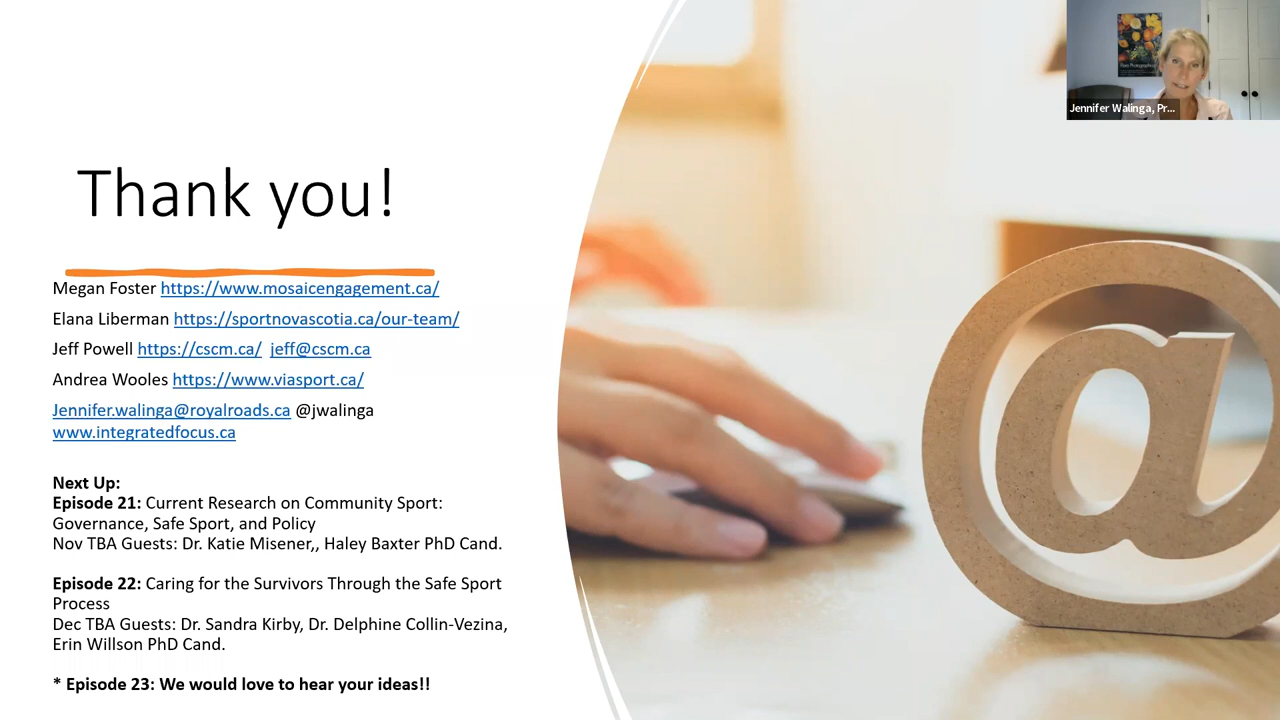 Thank you!
Megan Foster https://www.mosaicengagement.ca/
Elana Liberman https://sportnovascotia.ca/our-team/
Jeff Powell https://cscm.ca/ jeff@cscm.ca
Andrea Wooles https://www.viasport.ca/
Jennifer.walinga@royalroads.ca @jwalinga
www.integratedfocus.ca
Next Up:
Episode 21: Current Research on Community Sport:
Governance, Safe Sport, and Policy
Nov TBA Guests: Dr. Katie Misener,, Haley Baxter PhD Cand.
Episode 22: Caring for the Survivors Through the Safe Sport
Process
Dec TBA Guests: Dr. Sandra Kirby, Dr. Delphine Collin-Vezina,
Erin Willson PhD Cand.
* Episode 23: We would love to hear your ideas!!
Jennifer Walinga, Pr...
@